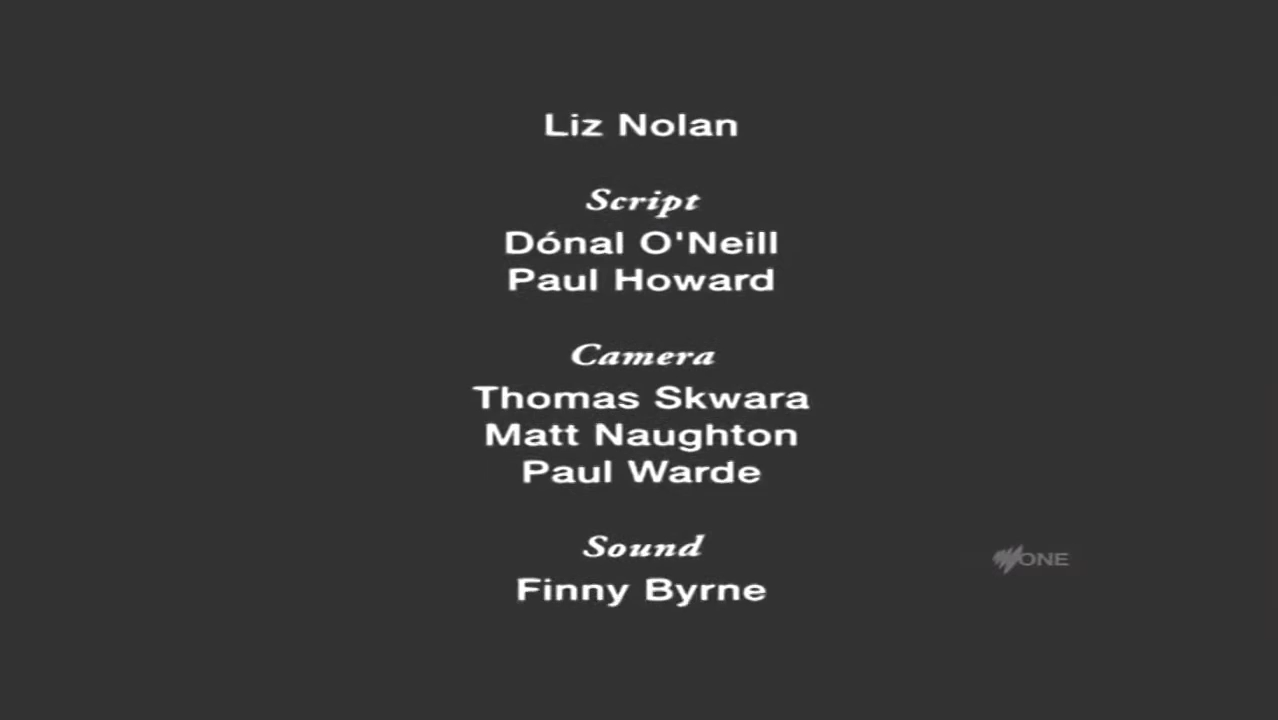 Liz Nolan
Script
Dónal O'Neill
Paul Howard
Camera
Thomas Skwara
Matt Naughton
Paul Warde
Sound
ONE
Finny Byrne